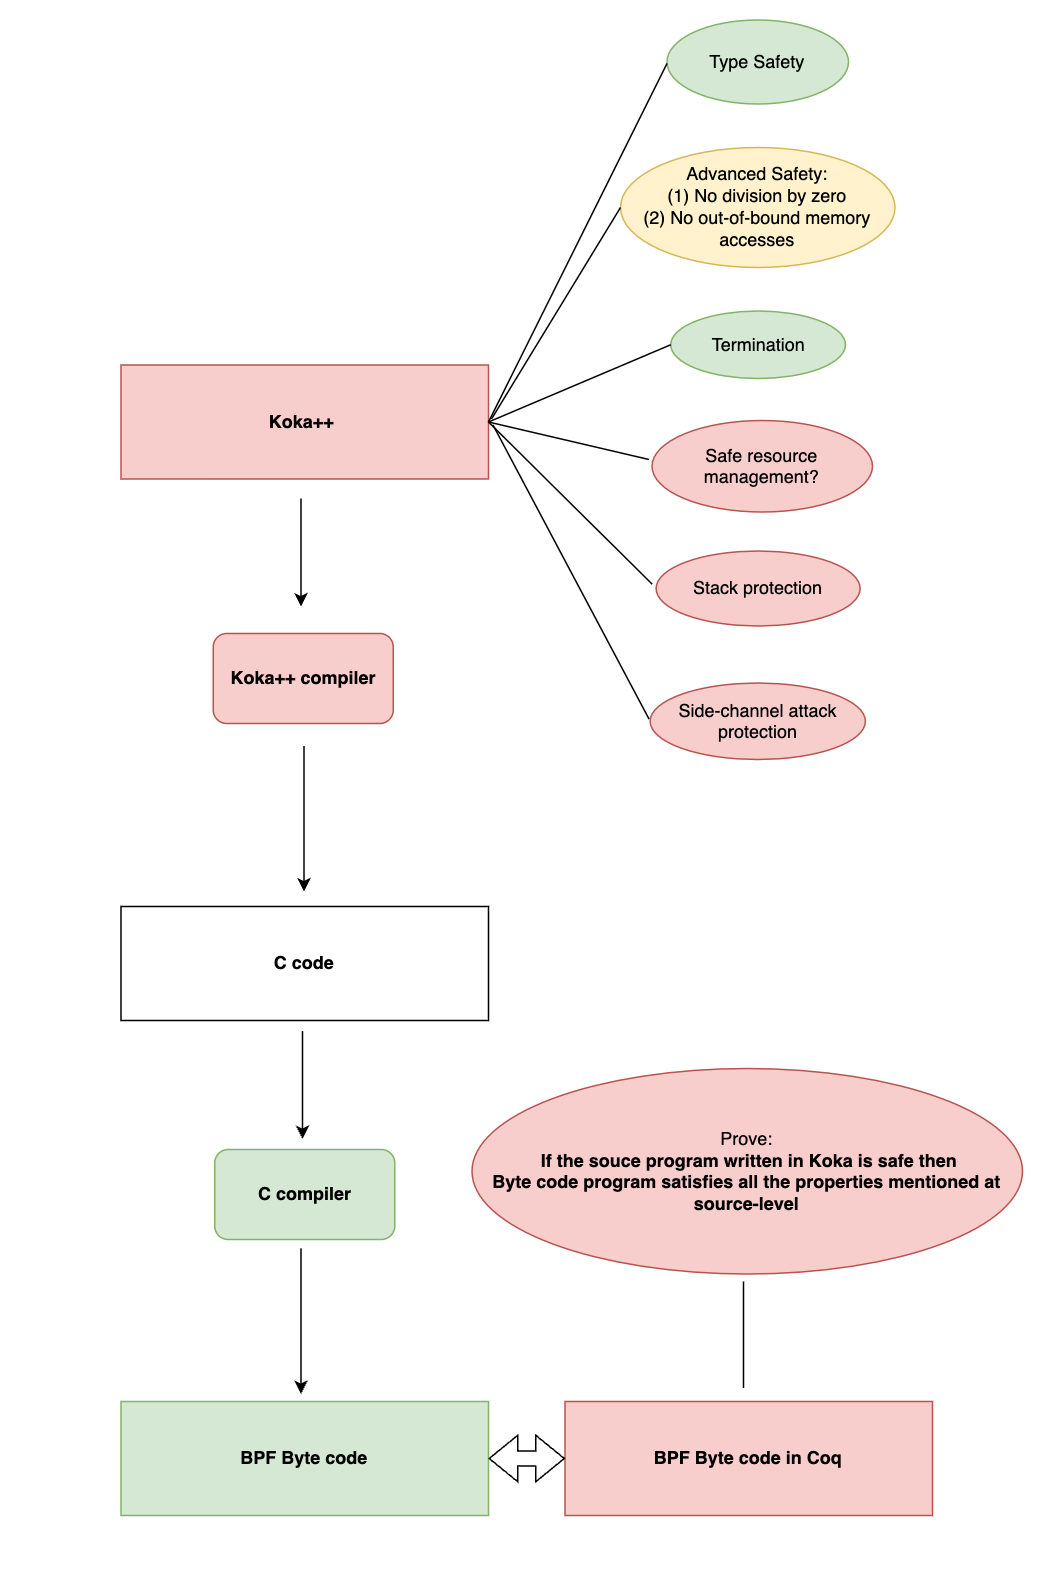 Type Safety
Advanced Safety:
(1) No division by zero
(2) No out-of-bound memory
accesses
Termination
Koka++
Safe resource
management?
Stack protection
Koka++ compiler
Side-channel attack
protection
C code
Prove:
If the souce program written in Koka is safe then
Byte code program satisfies all the properties mentioned at
source-level
C compiler
BPF Byte code
BPF Byte code in Coq